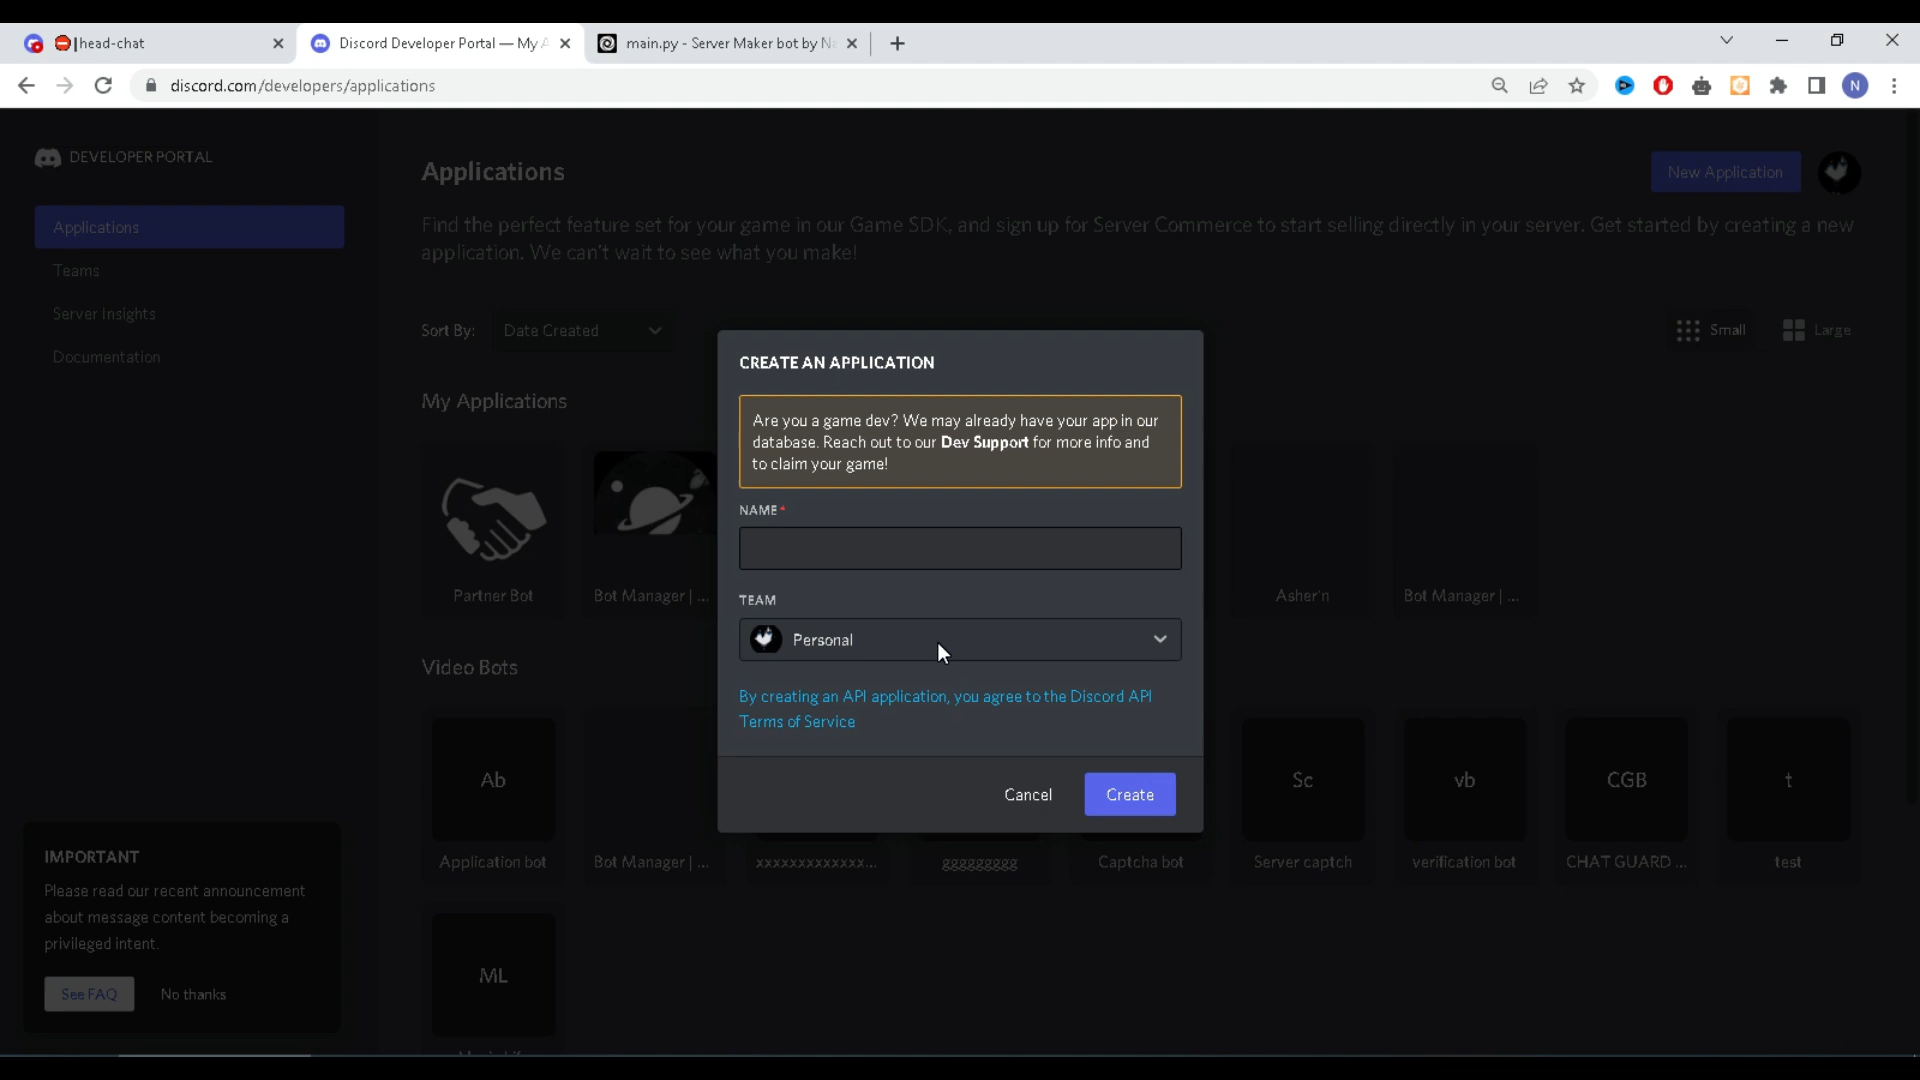 |head-chat
Discord Developer Portal — My A
main.py - Server Maker bot by Na
discord.com/developers/applications
N
DEVELOPER PORTAL
Applications
Teams
Server Insights
Documentation
Applications
New Application
Find the perfect feature set for your game in our Game SDK, and sign up for Server Commerce to start selling directly in your server. Get started by creating a new
application. We can't wait to see what you make!
Sort By:
Date Created
Small
Large
My Applications
Partner Bot
Bot Manager | ...
Asher'n
Bot Manager | ...
CREATE AN APPLICATION
Are you a game dev? We may already have your app in our
database. Reach out to our Dev Support for more info and
to claim your game!
NAME*
TEAM
Personal
By creating an API application, you agree to the Discord API
Terms of Service
Cancel
Create
Video Bots
Ab
Sc
vb
CGB
t
Application bot
Bot Manager | ...
xxxxxxxxxxxxx...
ggggggggg
Captcha bot
Server captch
verification bot
CHAT GUARD ...
test
ML
IMPORTANT
Please read our recent announcement
about message content becoming a
privileged intent.
See FAQ
No thanks